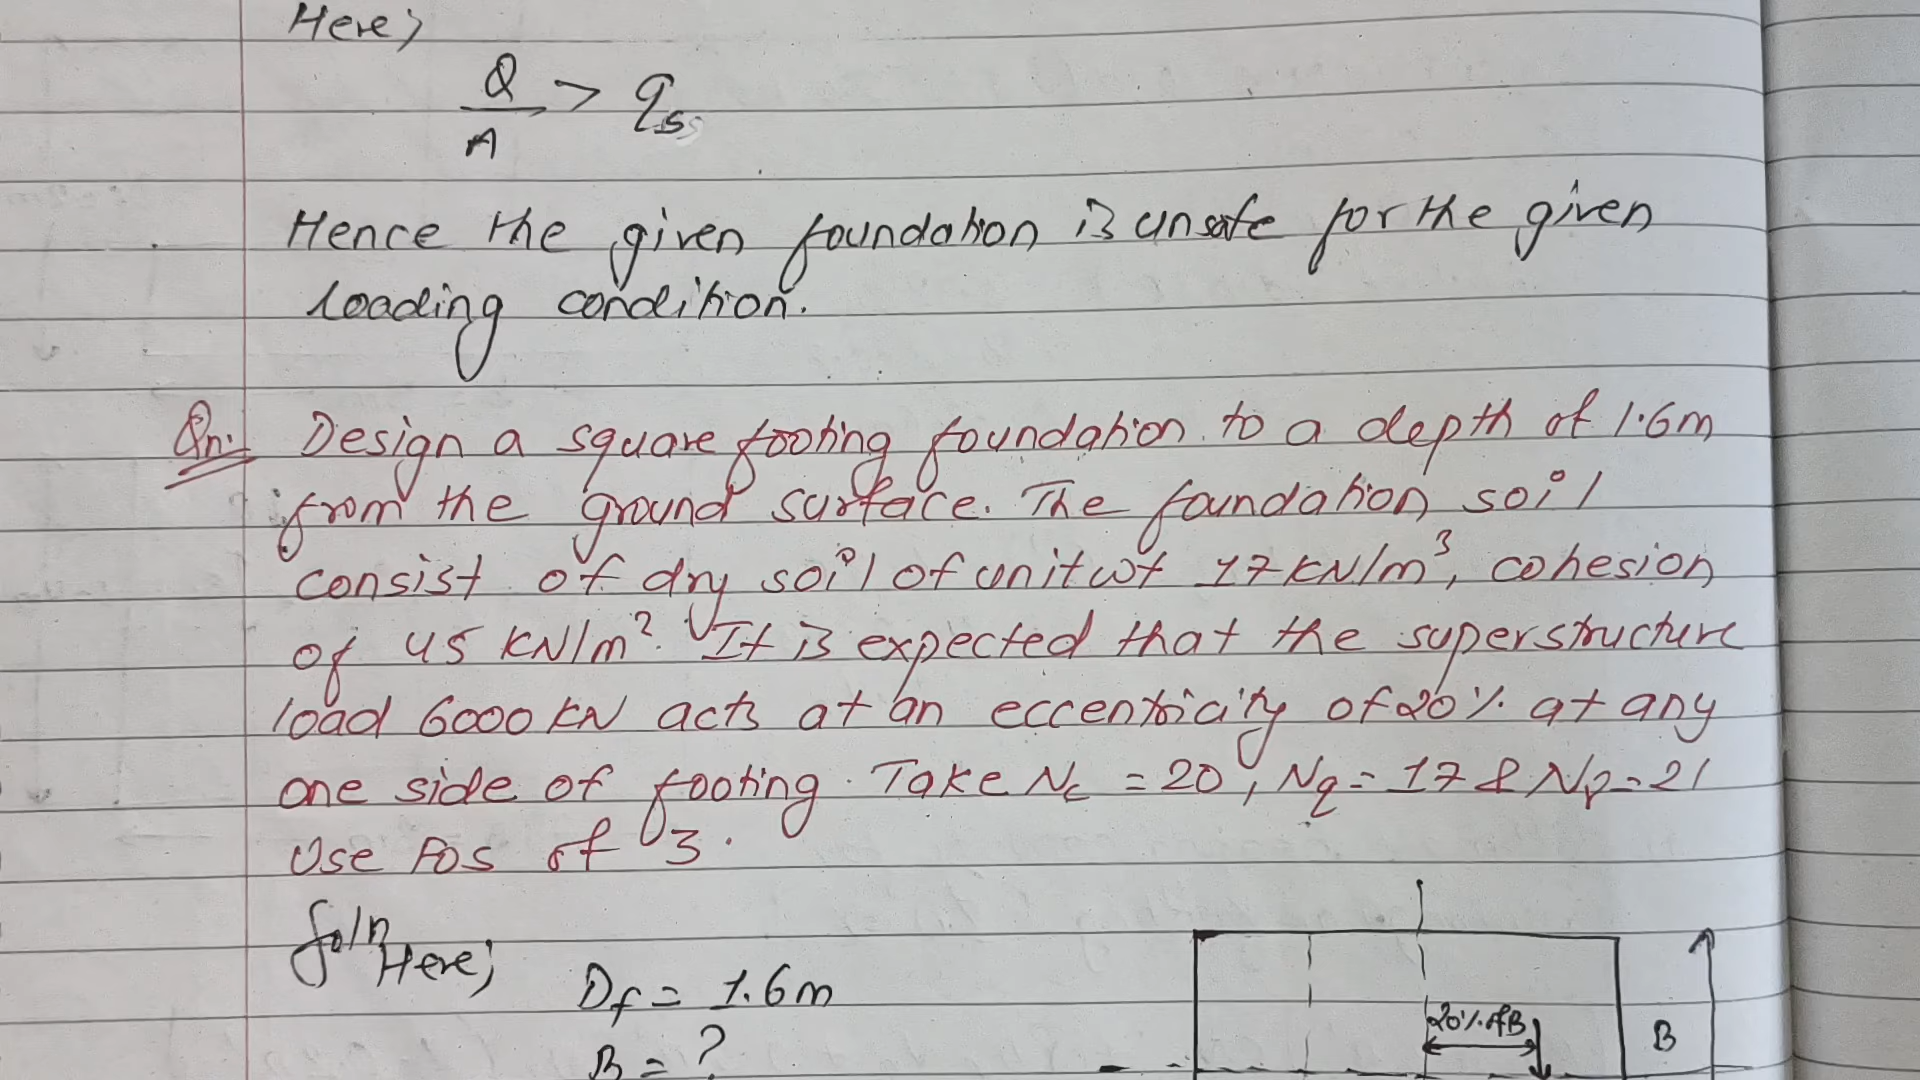 Here;
Q/A > qs
Hence the given foundation is unsafe for the given
loading condition.
Qn:- Design a square footing foundation to a depth of 1.6m
from the ground surface. The foundation soil
consist of dry soil of unit wt 17 KN/m³, cohesion
of 45 KN/m². It is expected that the superstructure
load 6000 KN acts at an eccentricity of 20% at any
one side of footing. Take Nc = 20, Nq = 17 & Nγ = 21
Use FOS of 3.
Soln
Here;
Df = 1.6m
20% of B
B
B = ?